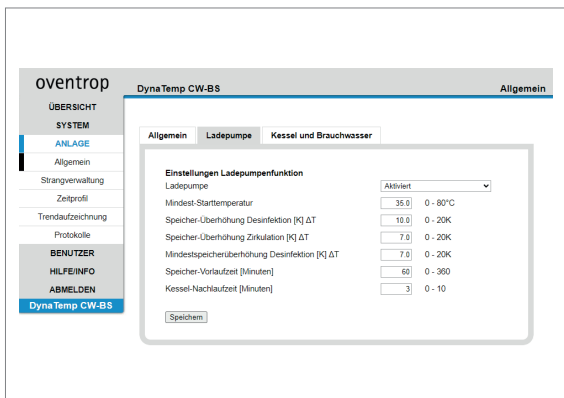 oventrop
DynaTemp CW-BS
Allgemein
ÜBERSICHT
SYSTEM
ANLAGE
Allgemein
Strangverwaltung
Zeitprofil
Trendaufzeichnung
Protokolle
BENUTZER
HILFE/INFO
ABMELDEN
DynaTemp CW-BS
Allgemein Ladepumpe Kessel und Brauchwasser
Einstellungen Ladepumpenfunktion
Ladepumpe Aktiviert
Mindest-Starttemperatur 35.0 0 - 80°C
Speicher-Überhöhung Desinfektion [K] ΔT 10.0 0 - 20K
Speicher-Überhöhung Zirkulation [K] ΔT 7.0 0 - 20K
Mindestspeicherüberhöhung Desinfektion [K] ΔT 7.0 0 - 20K
Speicher-Vorlaufzeit [Minuten] 60 0 - 360
Kessel-Nachlaufzeit [Minuten] 3 0 - 10
Speichern